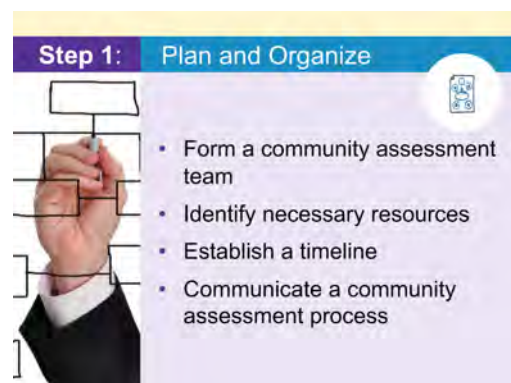 Step 1: Plan and Organize
• Form a community assessment
team
• Identify necessary resources
• Establish a timeline
• Communicate a community
assessment process